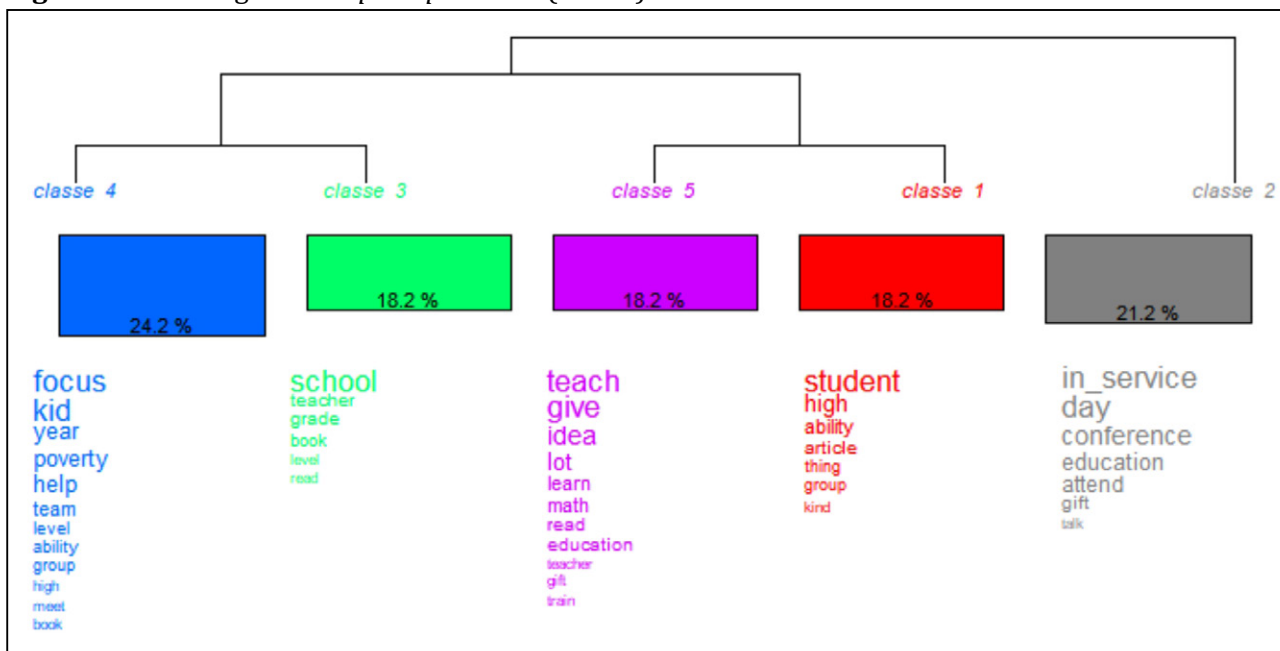 classe 4
classe 3
classe 5
classe 1
classe 2
24.2 %
18.2 %
18.2 %
18.2 %
21.2 %
focus
kid
year
poverty
help
team
level
ability
group
high
meet
book
school
teacher
grade
book
level
read
teach
give
idea
lot
learn
math
read
education
teacher
gift
train
student
high
ability
article
thing
group
kind
in_service
day
conference
education
attend
gift
talk